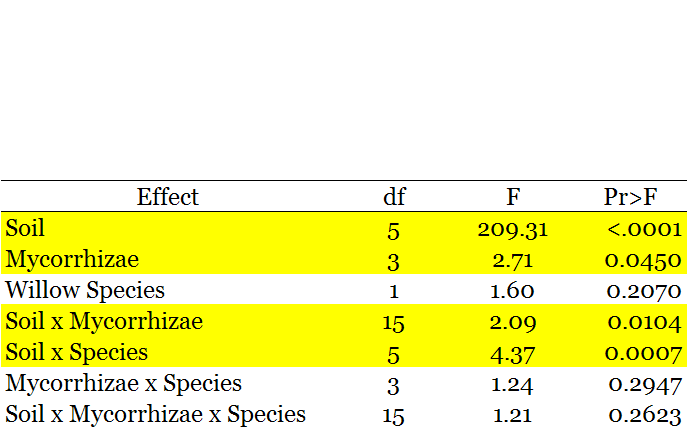 Effect df F Pr>F
Soil 5 209.31 <.0001
Mycorrhizae 3 2.71 0.0450
Willow Species 1 1.60 0.2070
Soil x Mycorrhizae 15 2.09 0.0104
Soil x Species 5 4.37 0.0007
Mycorrhizae x Species 3 1.24 0.2947
Soil x Mycorrhizae x Species 15 1.21 0.2623